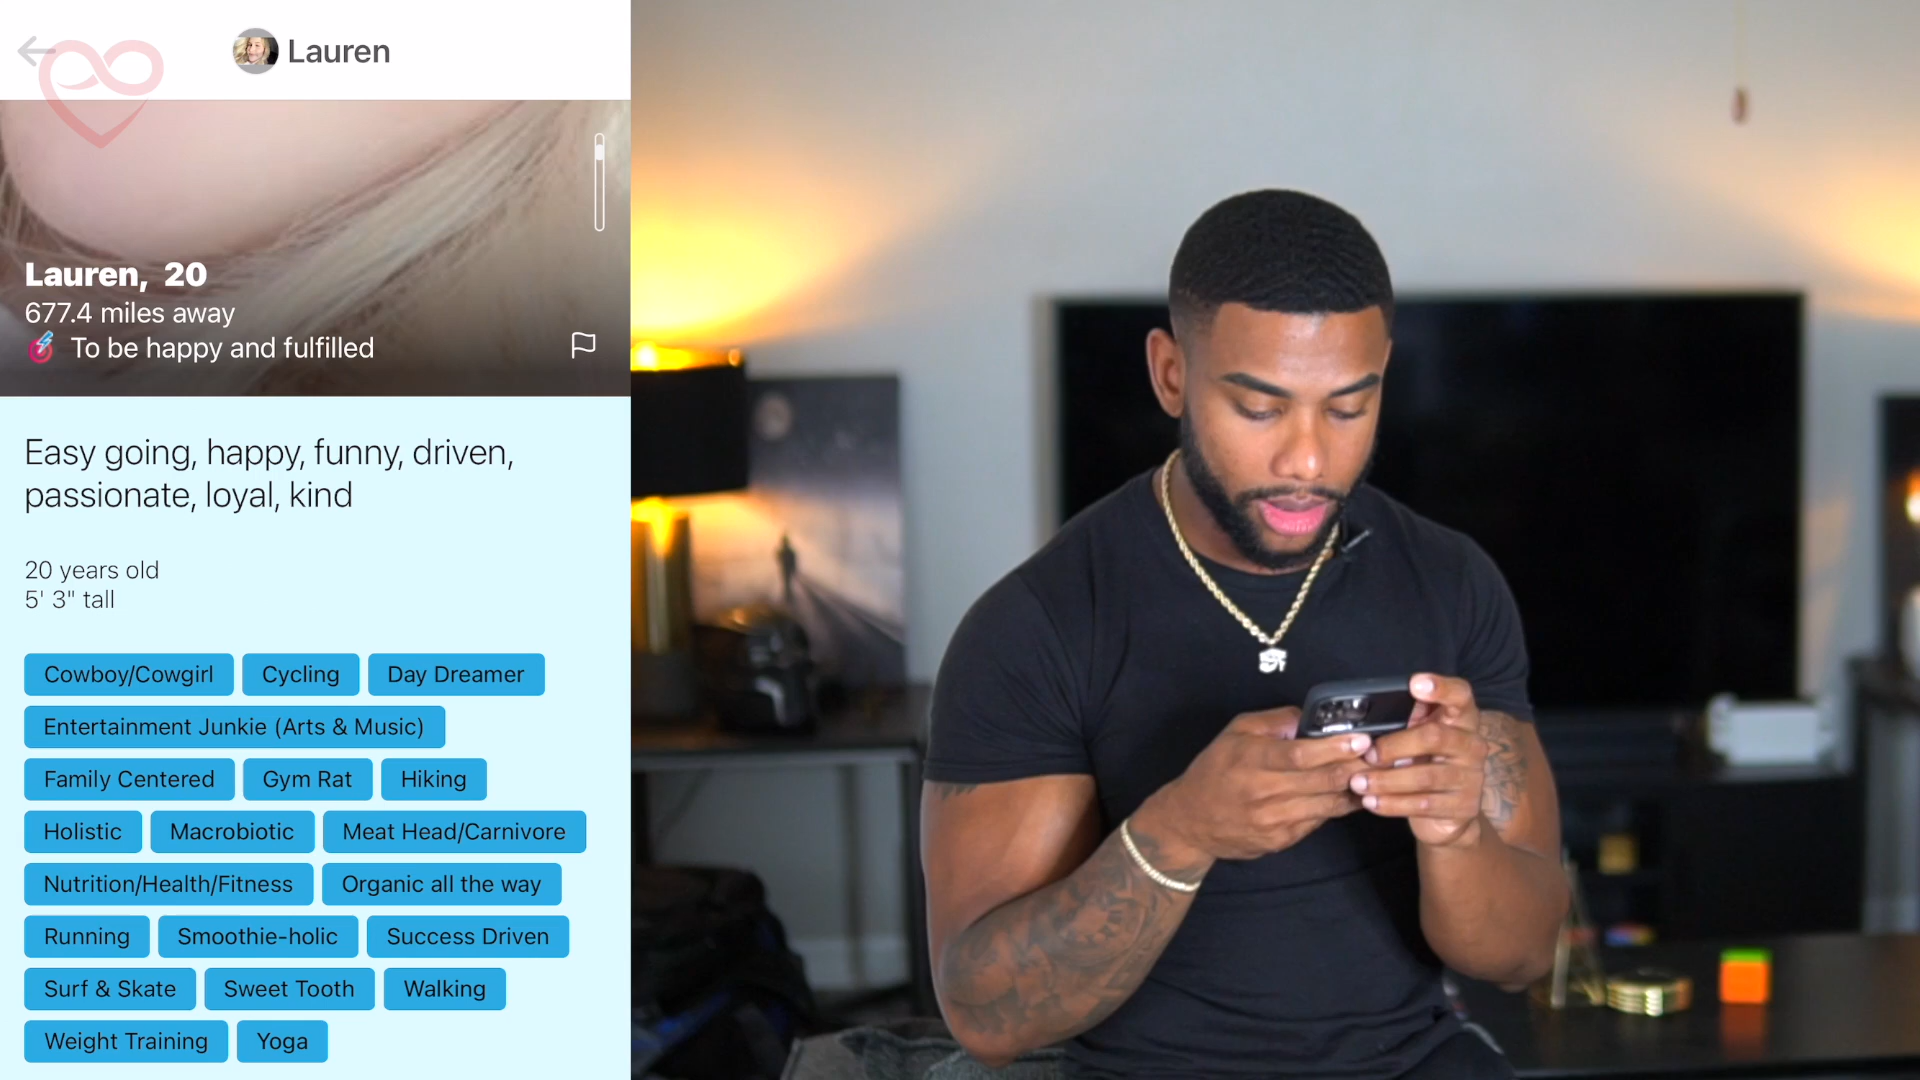 Lauren
Lauren, 20
677.4 miles away
To be happy and fulfilled
Easy going, happy, funny, driven,
passionate, loyal, kind
20 years old
5' 3" tall
Cowboy/Cowgirl Cycling Day Dreamer
Entertainment Junkie (Arts & Music)
Family Centered Gym Rat Hiking
Holistic Macrobiotic Meat Head/Carnivore
Nutrition/Health/Fitness Organic all the way
Running Smoothie-holic Success Driven
Surf & Skate Sweet Tooth Walking
Weight Training Yoga